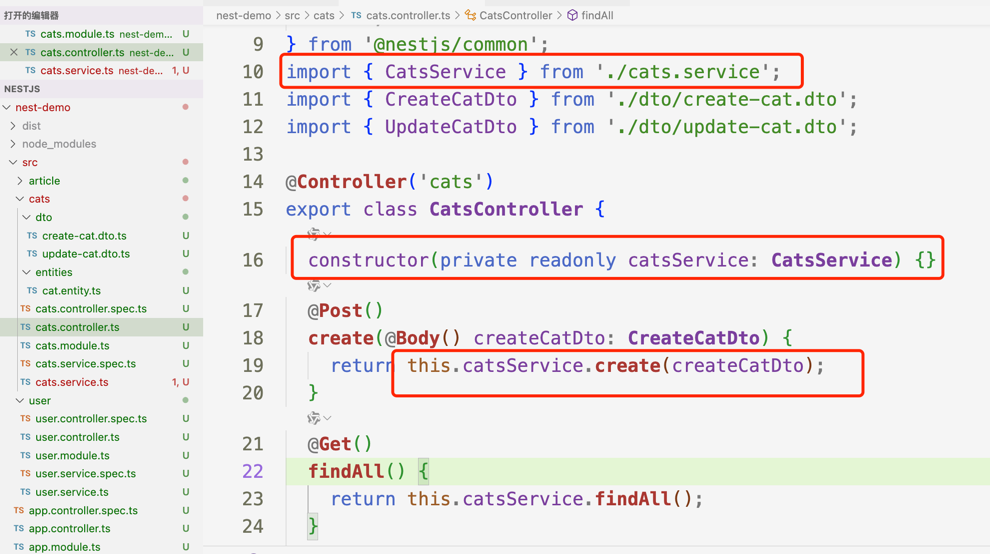 打开的编辑器
TS cats.module.ts nest-dem... U
TS cats.controller.ts nest-de... U
TS cats.service.ts nest-de... 1, U
NESTJS
nest-demo
dist
node_modules
src
article
cats
dto
TS create-cat.dto.ts U
TS update-cat.dto.ts U
entities
TS cat.entity.ts U
TS cats.controller.spec.ts U
TS cats.controller.ts U
TS cats.module.ts U
TS cats.service.spec.ts U
TS cats.service.ts 1, U
user
TS user.controller.spec.ts U
TS user.controller.ts U
TS user.module.ts U
TS user.service.spec.ts U
TS user.service.ts U
TS app.controller.spec.ts U
TS app.controller.ts U
TS app.module.ts U
nest-demo > src > cats > TS cats.controller.ts > CatsController > findAll
9 } from '@nestjs/common';
10 import { CatsService } from './cats.service';
11 import { CreateCatDto } from './dto/create-cat.dto';
12 import { UpdateCatDto } from './dto/update-cat.dto';
13
14 @Controller('cats')
15 export class CatsController {
16 constructor(private readonly catsService: CatsService) {}
17 @Post()
18 create(@Body() createCatDto: CreateCatDto) {
19 return this.catsService.create(createCatDto);
20 }
21 @Get()
22 findAll() {
23 return this.catsService.findAll();
24 }